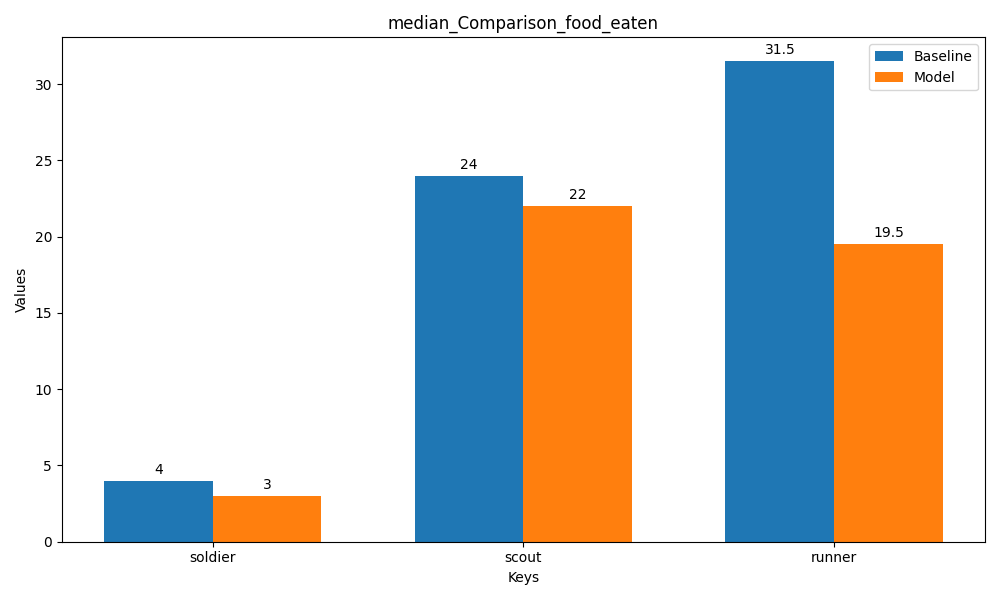 median_Comparison_food_eaten
Baseline
Model
Values
30
25
20
15
10
5
0
4
3
24
22
31.5
19.5
soldier
scout
runner
Keys